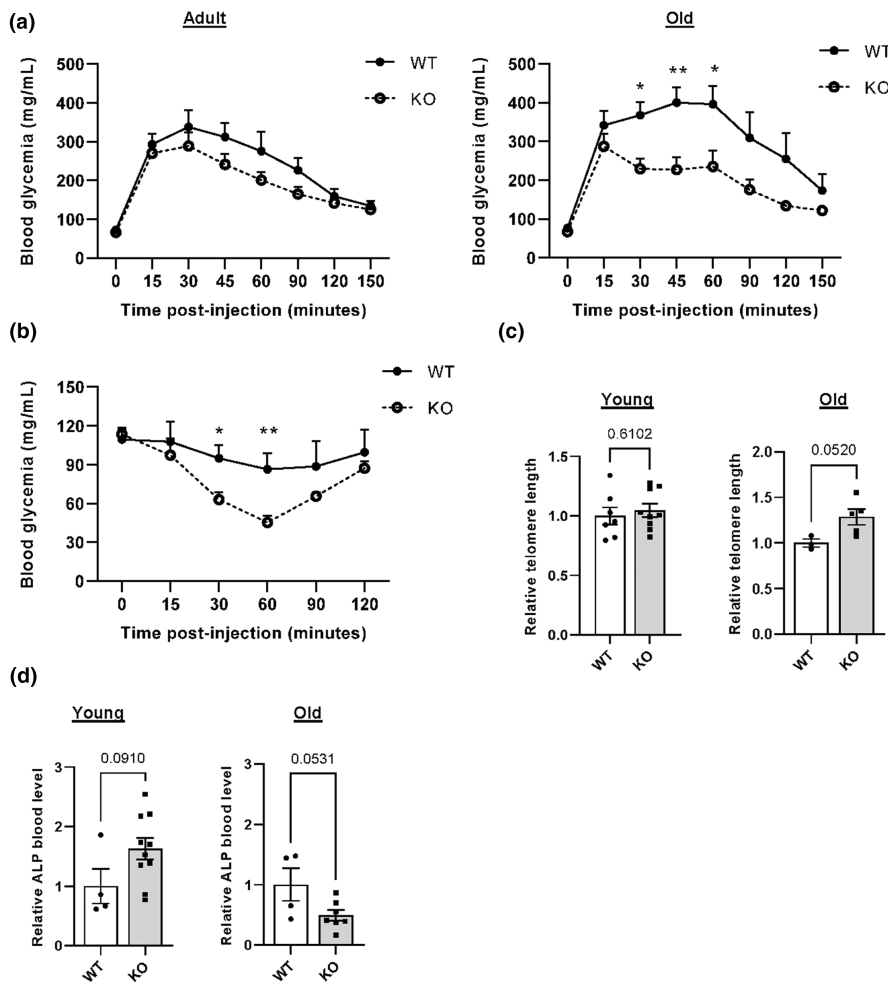 (a)
Adult
Blood glycemia (mg/mL)
500
400
300
200
100
0
0 15 30 45 60 90 120 150
Time post-injection (minutes)
WT
KO
Old
Blood glycemia (mg/mL)
500
400
300
200
100
0
* ** *
0 15 30 45 60 90 120 150
Time post-injection (minutes)
WT
KO
(b)
Blood glycemia (mg/mL)
150
120
90
60
30
0
* **
0 15 30 60 90 120
Time post-injection (minutes)
WT
KO
(c)
Young
0.6102
Relative telomere length
1.5
1.0
0.5
0.0
WT KO
Old
0.0520
Relative telomere length
2.0
1.5
1.0
0.5
0.0
WT KO
(d)
Young
0.0910
Relative ALP blood level
3
2
1
0
WT KO
Old
0.0531
Relative ALP blood level
3
2
1
0
WT KO